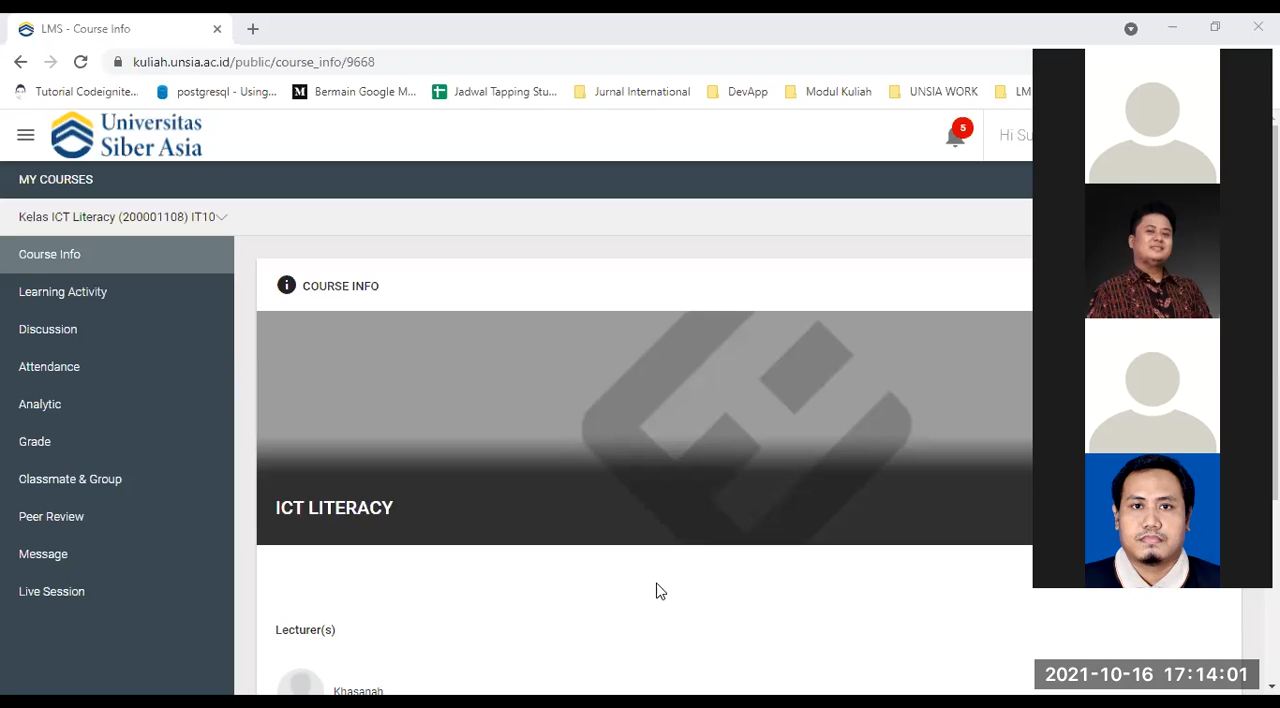 LMS - Course Info
kuliah.unsia.ac.id/public/course_info/9668
Tutorial Codeignite... postgresql - Using... M Bermain Google M... Jadwal Tapping Stu... Jurnal International DevApp Modul Kuliah UNSIA WORK LM
Universitas
Siber Asia
5
Hi Su
MY COURSES
Kelas ICT Literacy (200001108) IT10
Course Info
Learning Activity
Discussion
Attendance
Analytic
Grade
Classmate & Group
Peer Review
Message
Live Session
COURSE INFO
ICT LITERACY
Lecturer(s)
Khasanah
2021-10-16 17:14:01